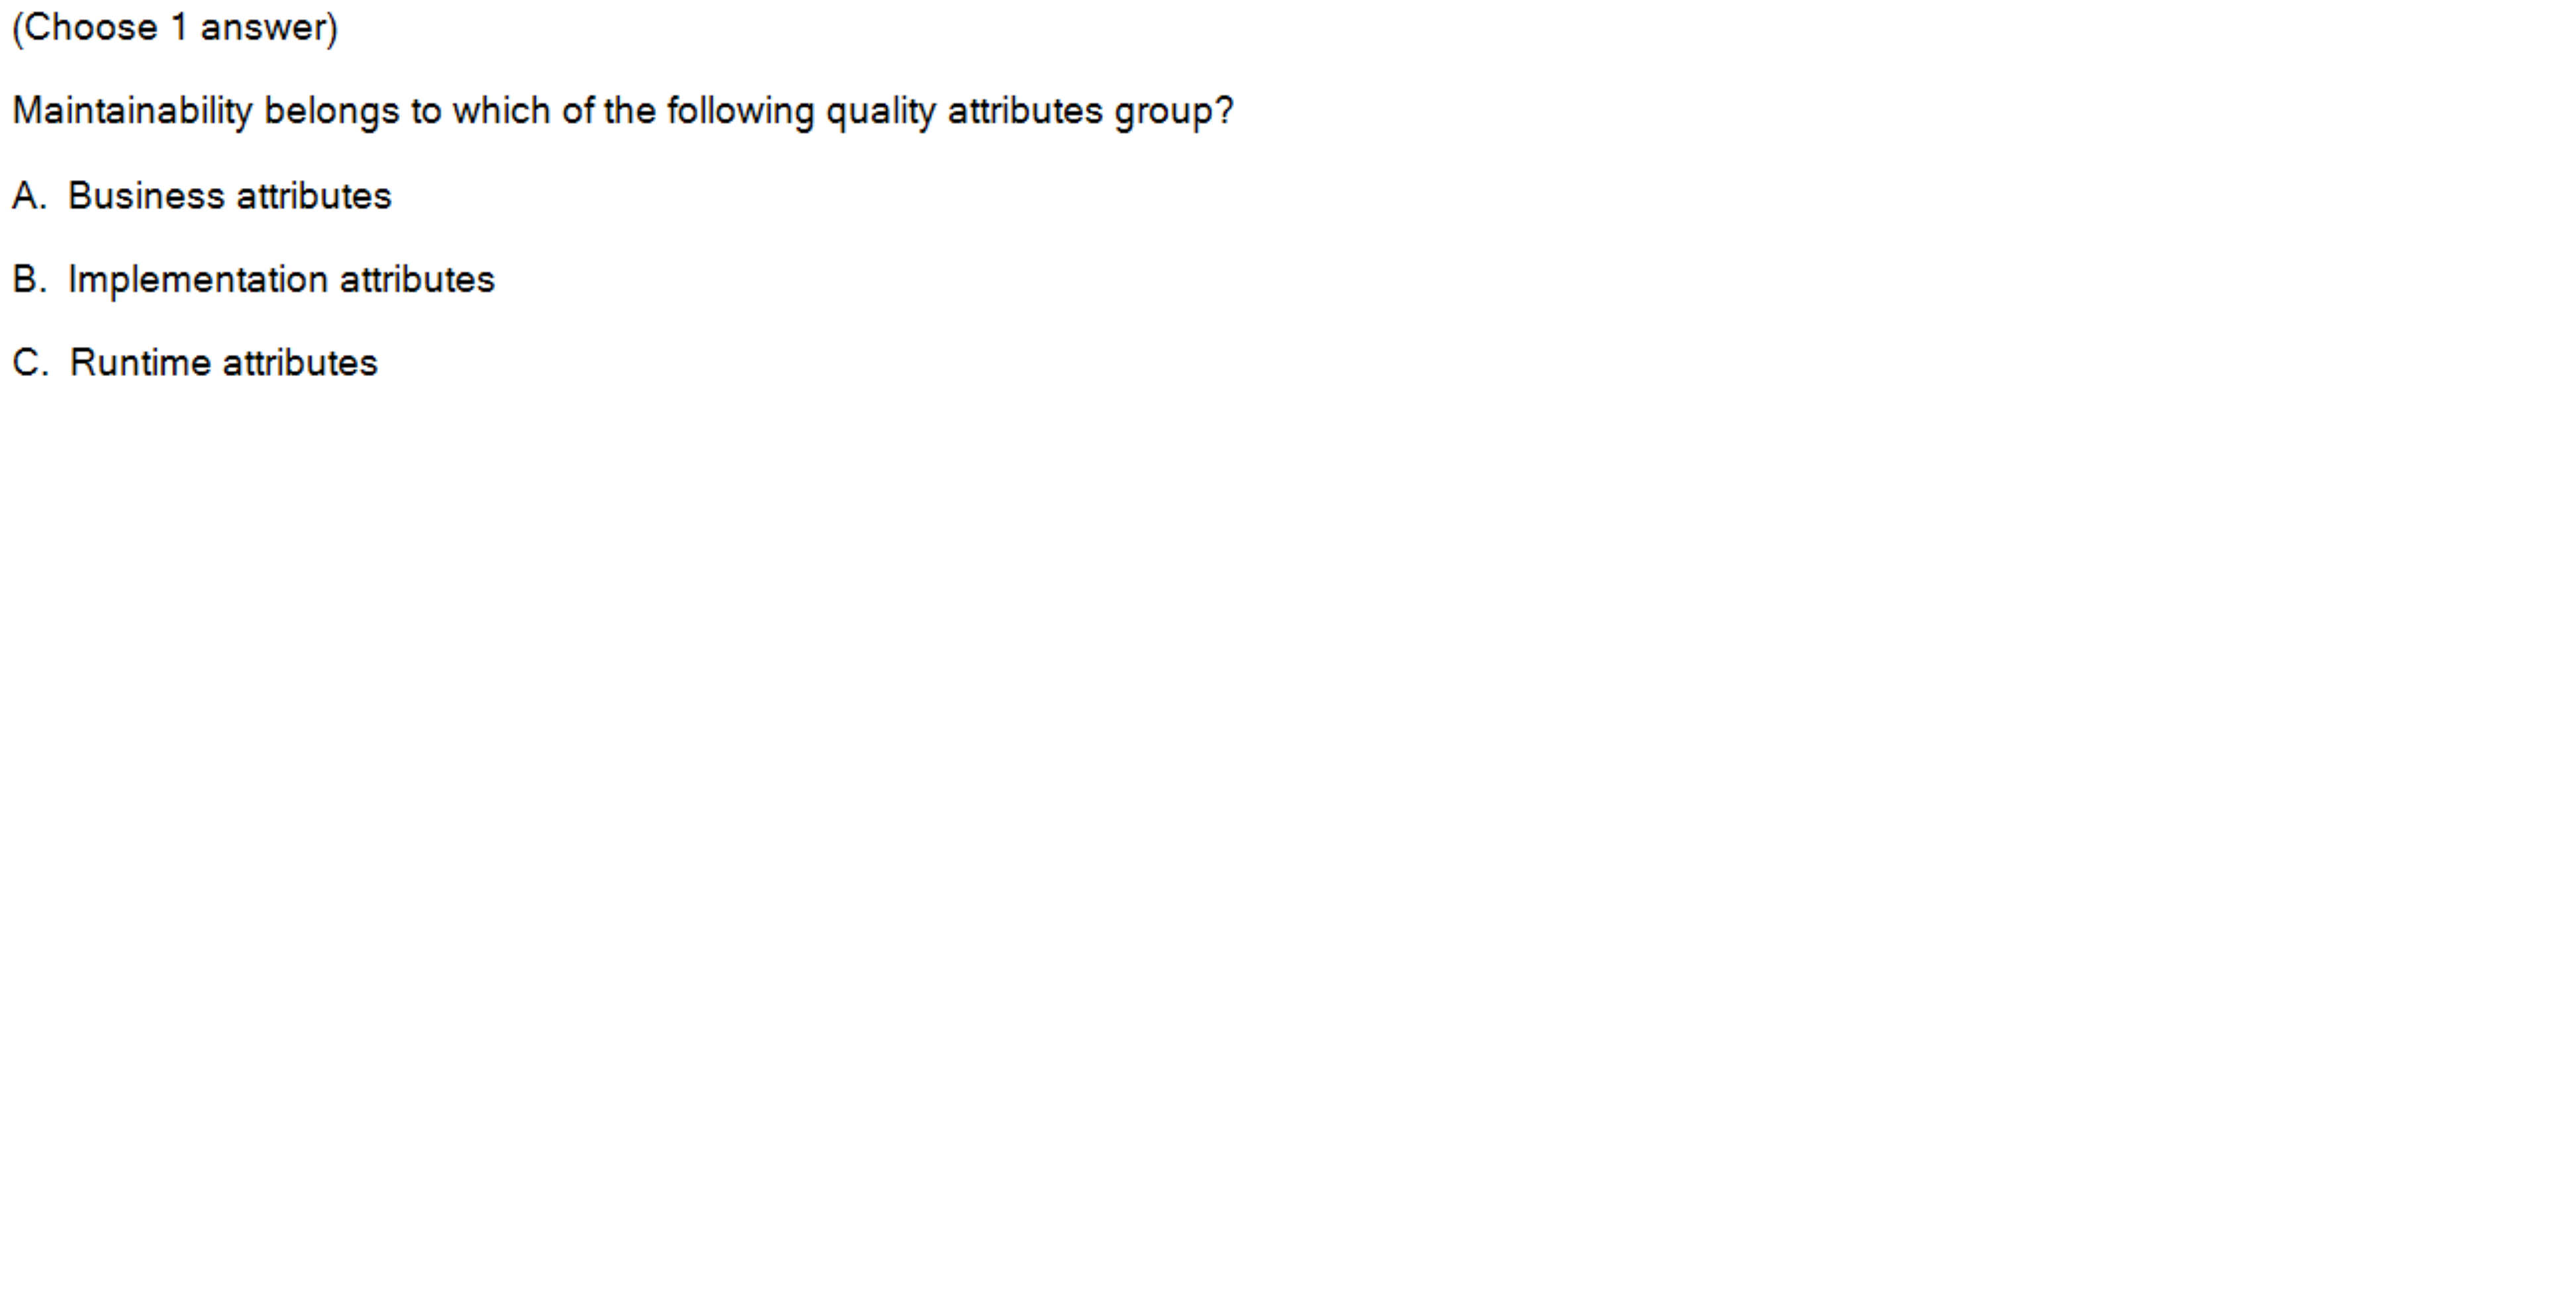 (Choose 1 answer)
Maintainability belongs to which of the following quality attributes group?
A. Business attributes
B. Implementation attributes
C. Runtime attributes